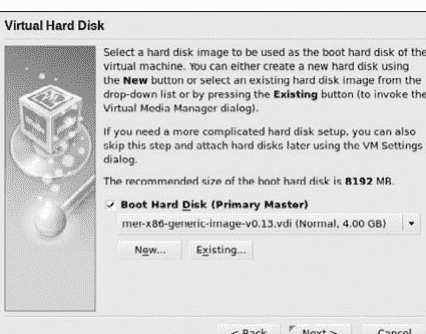 Virtual Hard Disk
Select a hard disk image to be used as the boot hard disk of the
virtual machine. You can either create a new hard disk using
the New button or select an existing hard disk image from the
drop-down list or by pressing the Existing button (to invoke the
Virtual Media Manager dialog).
If you need a more complicated hard disk setup, you can also
skip this step and attach hard disks later using the VM Settings
dialog.
The recommended size of the boot hard disk is 8192 MB.
Boot Hard Disk (Primary Master)
mer-x86-generic-image-v0.13.vdi (Normal, 4.00 GB)
New... Existing...
< Back Next > Cancel